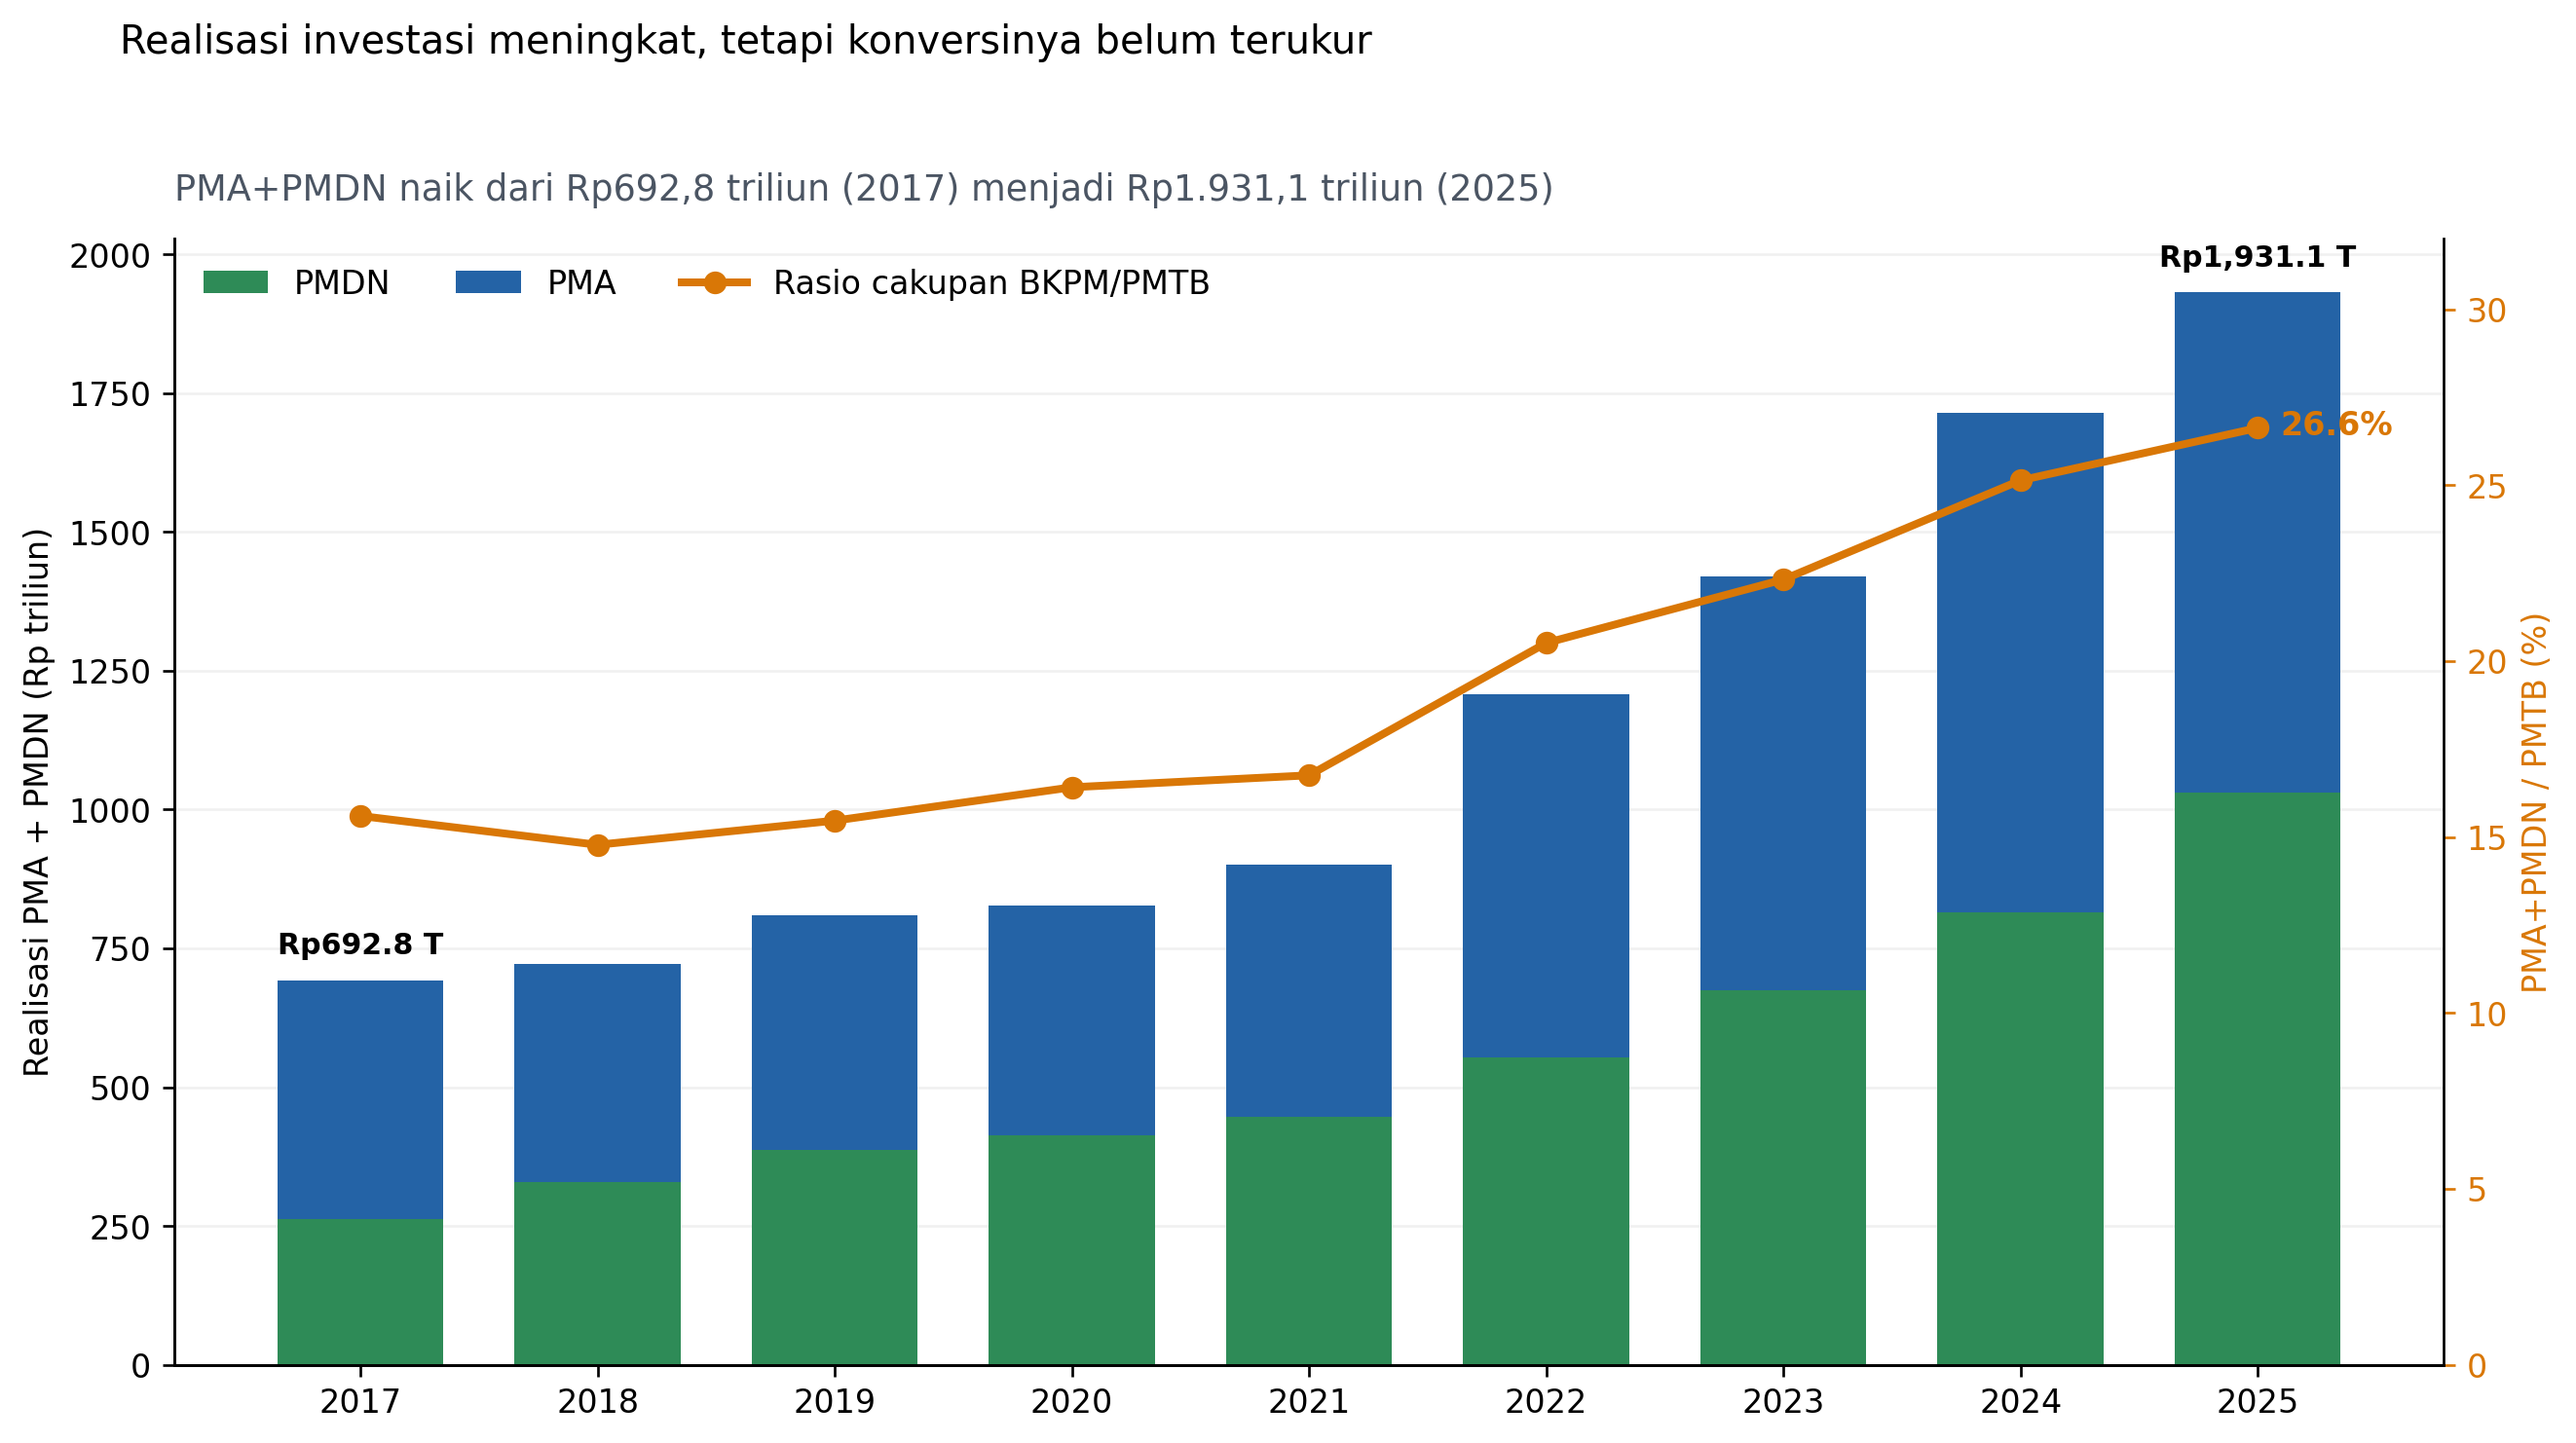 Realisasi investasi meningkat, tetapi konversinya belum terukur
PMA+PMDN naik dari Rp692,8 triliun (2017) menjadi Rp1.931,1 triliun (2025)
PMDN
PMA
Rasio cakupan BKPM/PMTB
Realisasi PMA + PMDN (Rp triliun)
2000
1750
1500
1250
1000
750
500
250
0
Rp692.8 T
Rp1,931.1 T
26.6%
30
25
20
15
10
5
0
PMA+PMDN / PMTB (%)
2017
2018
2019
2020
2021
2022
2023
2024
2025